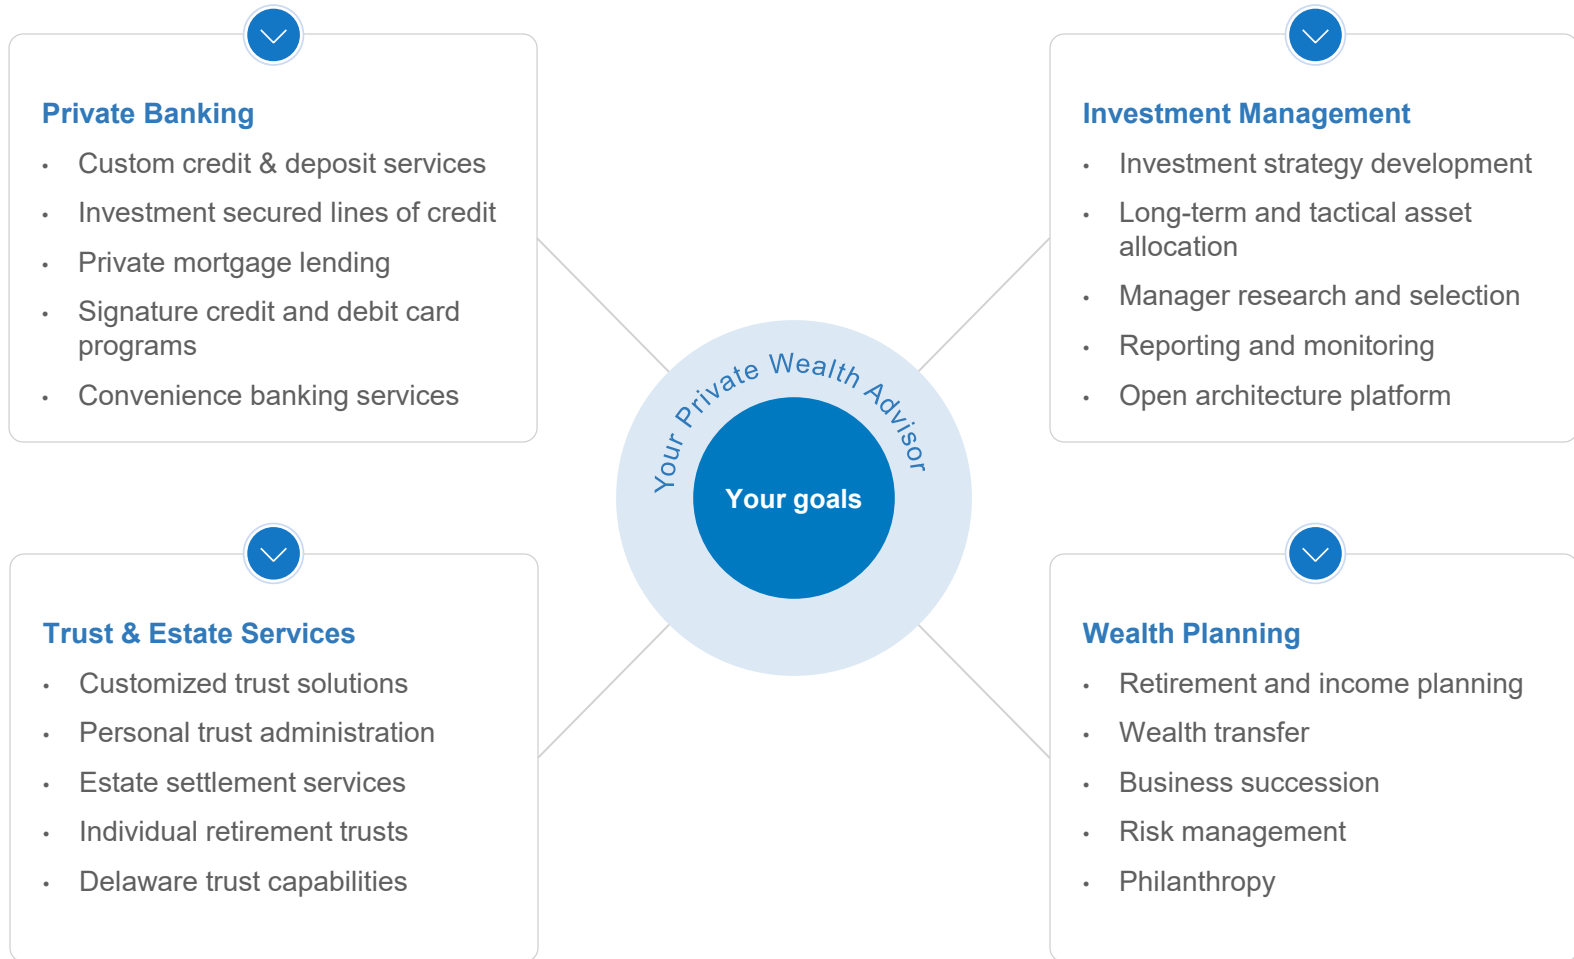 Private Banking
• Custom credit & deposit services
• Investment secured lines of credit
• Private mortgage lending
• Signature credit and debit card
programs
• Convenience banking services
Investment Management
• Investment strategy development
• Long-term and tactical asset
allocation
• Manager research and selection
• Reporting and monitoring
• Open architecture platform
Your Private Wealth Advisor
Your goals
Trust & Estate Services
• Customized trust solutions
• Personal trust administration
• Estate settlement services
• Individual retirement trusts
• Delaware trust capabilities
Wealth Planning
• Retirement and income planning
• Wealth transfer
• Business succession
• Risk management
• Philanthropy